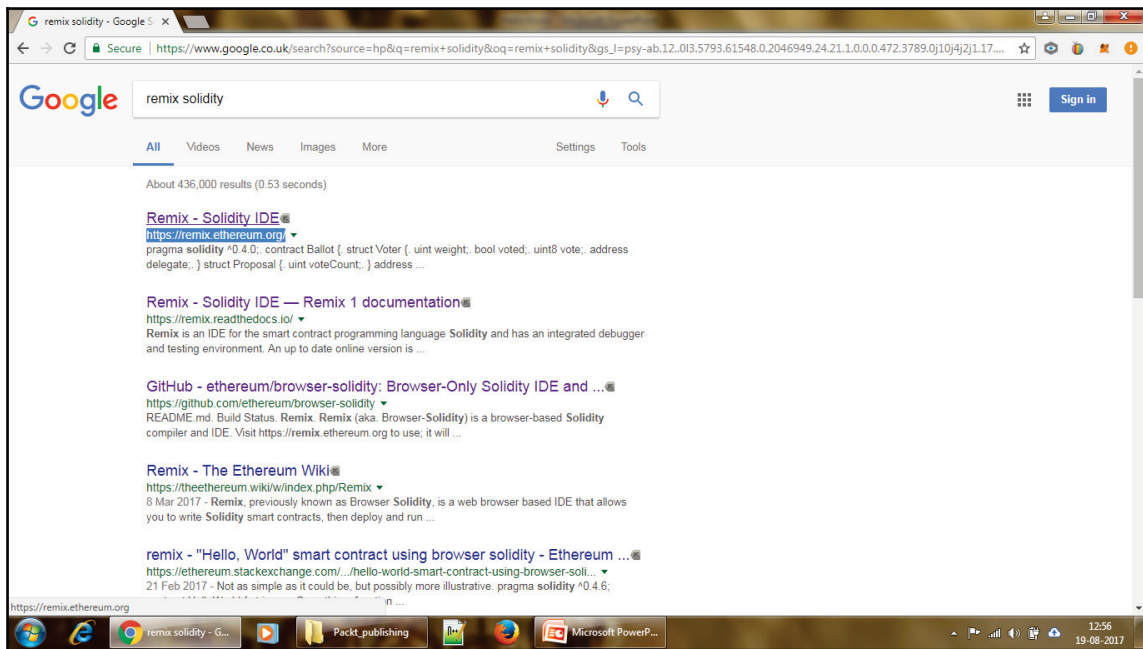 remix solidity - Google S
Secure | https://www.google.co.uk/search?source=hp&q=remix+solidity&oq=remix+solidity&gs_l=psy-ab.12..0l3.5793.61548.0.2046949.24.21.1.0.0.0.472.3789.0j10j4j2j1.17....
Google
remix solidity
Sign in
All Videos News Images More Settings Tools
About 436,000 results (0.53 seconds)
Remix - Solidity IDE
https://remix.ethereum.org/
pragma solidity ^0.4.0;. contract Ballot {. struct Voter {. uint weight;. bool voted;. uint8 vote;. address
delegate;. } struct Proposal {. uint voteCount;. } address ...
Remix - Solidity IDE — Remix 1 documentation
https://remix.readthedocs.io/
Remix is an IDE for the smart contract programming language Solidity and has an integrated debugger
and testing environment. An up to date online version is ...
GitHub - ethereum/browser-solidity: Browser-Only Solidity IDE and ...
https://github.com/ethereum/browser-solidity
README.md. Build Status. Remix. Remix (aka. Browser-Solidity) is a browser-based Solidity
compiler and IDE. Visit https://remix.ethereum.org to use; it will ...
Remix - The Ethereum Wiki
https://theethereum.wiki/w/index.php/Remix
8 Mar 2017 - Remix, previously known as Browser Solidity, is a web browser based IDE that allows
you to write Solidity smart contracts, then deploy and run ...
remix - "Hello, World" smart contract using browser solidity - Ethereum ...
https://ethereum.stackexchange.com/.../hello-world-smart-contract-using-browser-soli...
21 Feb 2017 - Not as simple as it could be, but possibly more illustrative. pragma solidity ^0.4.6;
https://remix.ethereum.org
remix solidity - G... Packt_publishing Microsoft PowerP...
12:56
19-08-2017